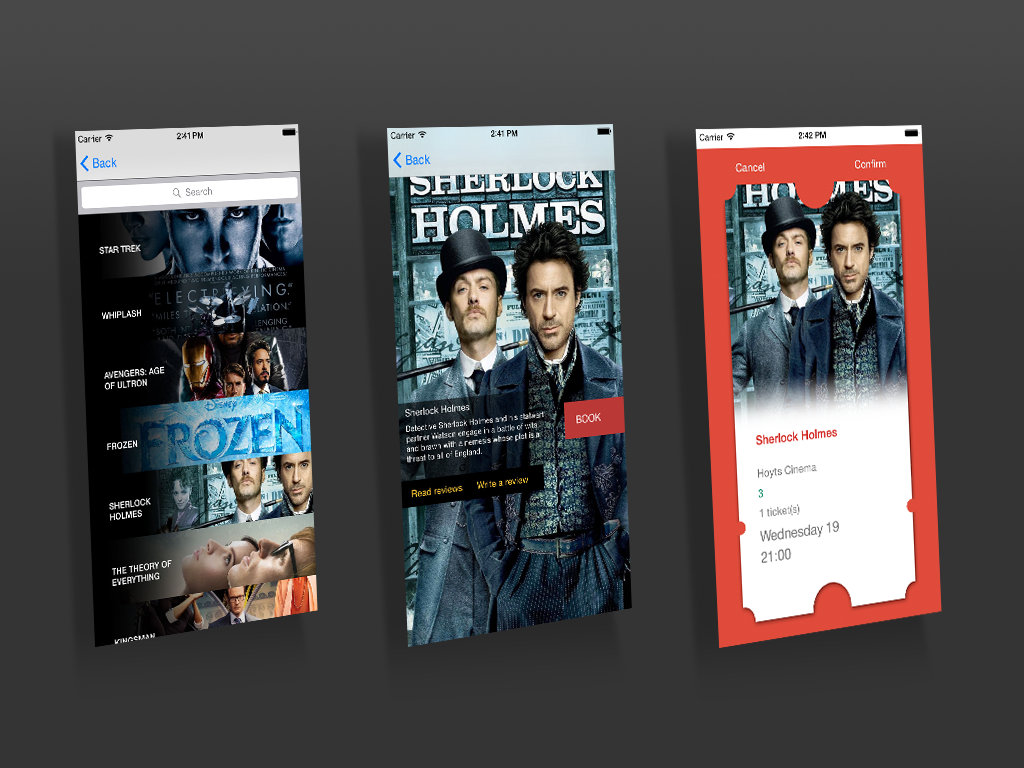 Carrier 2:41 PM
Back
Search
STAR TREK
"ELECTRIFYING."
WHIPLASH
AVENGERS: AGE
OF ULTRON
DISNEY
FROZEN
FROZEN
SHERLOCK
HOLMES
THE THEORY OF
EVERYTHING
KINGSMAN
Carrier 2:41 PM
Back
SHERLOCK
HOLMES
Sherlock Holmes
Detective Sherlock Holmes and his stalwart
partner Watson engage in a battle of wits
and brawn with a nemesis whose plot is a
threat to all of England.
BOOK
Read reviews Write a review
Carrier 2:42 PM
Cancel Confirm
HOLMES
Sherlock Holmes
Hoyts Cinema
3
1 ticket(s)
Wednesday 19
21:00